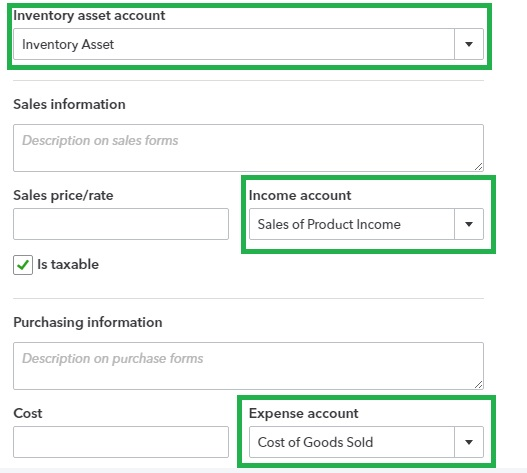 Inventory asset account
Inventory Asset
Sales information
Description on sales forms
Sales price/rate
Income account
Sales of Product Income
Is taxable
Purchasing information
Description on purchase forms
Cost
Expense account
Cost of Goods Sold